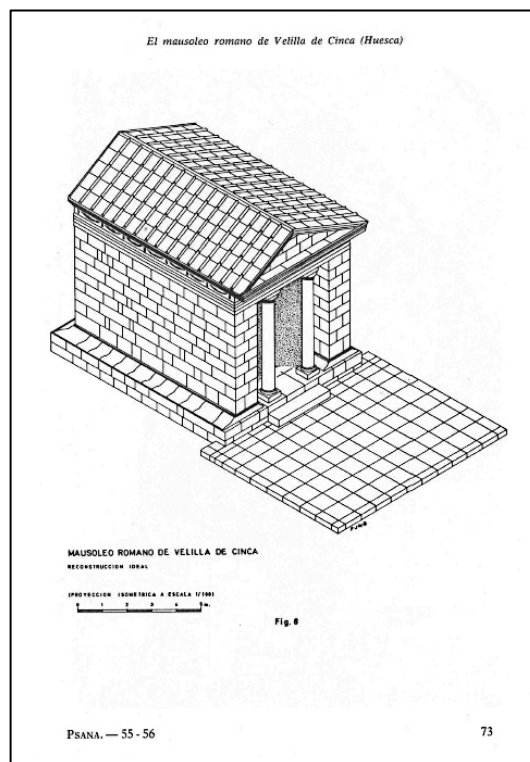 El mausoleo romano de Velilla de Cinca (Huesca)
PJMB
MAUSOLEO ROMANO DE VELILLA DE CINCA
RECONSTRUCCION IDEAL
(PROYECCION ISOMETRICA A ESCALA 1/100)
0 1 2 3 4 5 m.
Fig. 8
PSANA. — 55 - 56
73